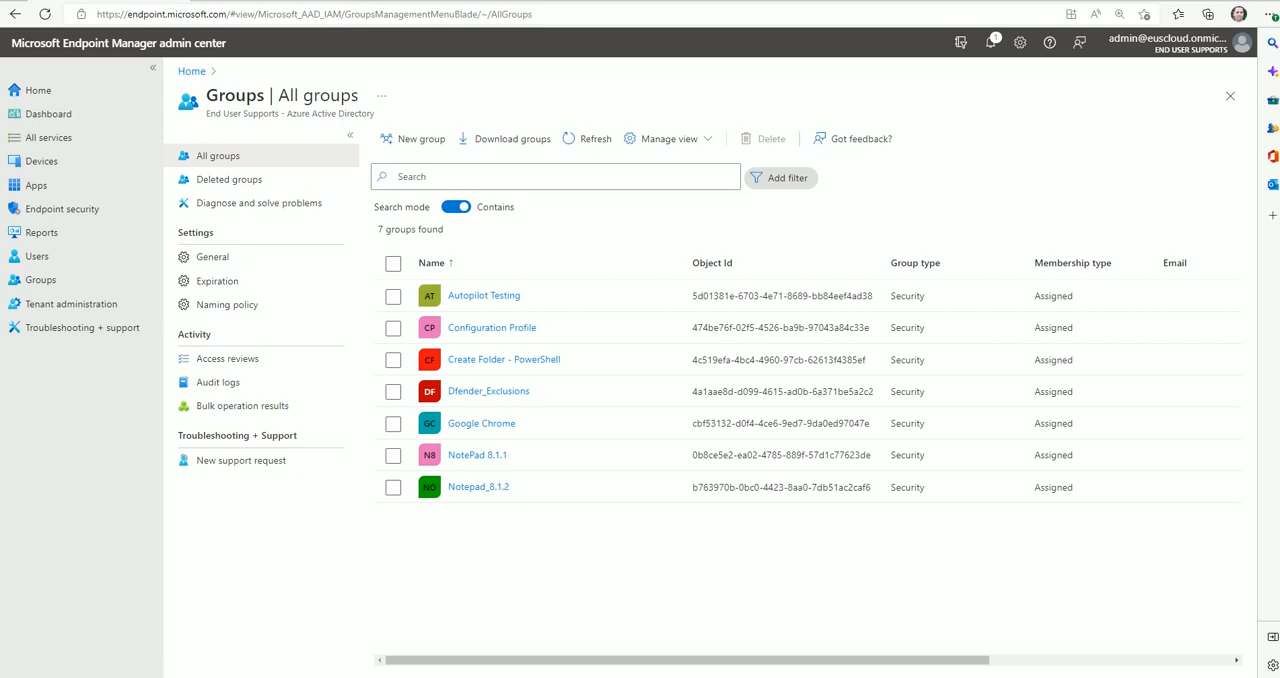 https://endpoint.microsoft.com/#view/Microsoft_AAD_IAM/GroupsManagementMenuBlade/~/AllGroups
Microsoft Endpoint Manager admin center
1
admin@euscloud.onmic...
END USER SUPPORTS
Home
Dashboard
All services
Devices
Apps
Endpoint security
Reports
Users
Groups
Tenant administration
Troubleshooting + support
Home
Groups | All groups
End User Supports - Azure Active Directory
All groups
Deleted groups
Diagnose and solve problems
Settings
General
Expiration
Naming policy
Activity
Access reviews
Audit logs
Bulk operation results
Troubleshooting + Support
New support request
New group Download groups Refresh Manage view Delete Got feedback?
Search Add filter
Search mode Contains
7 groups found
Name ↑ Object Id Group type Membership type Email
AT Autopilot Testing 5d01381e-6703-4e71-8689-bb84eef4ad38 Security Assigned
CP Configuration Profile 474be76f-02f5-4526-ba9b-97043a84c33e Security Assigned
CF Create Folder - PowerShell 4c519efa-4bc4-4960-97cb-62613f4385ef Security Assigned
DF Dfender_Exclusions 4a1aae8d-d099-4615-ad0b-6a371be5a2c2 Security Assigned
GC Google Chrome cbf53132-d0f4-4ce6-9ed7-9da0ed97047e Security Assigned
N8 NotePad 8.1.1 0b8ce5e2-ea02-4785-889f-57d1c77623de Security Assigned
NO Notepad_8.1.2 b763970b-0bc0-4423-8aa0-7db51ac2caf6 Security Assigned